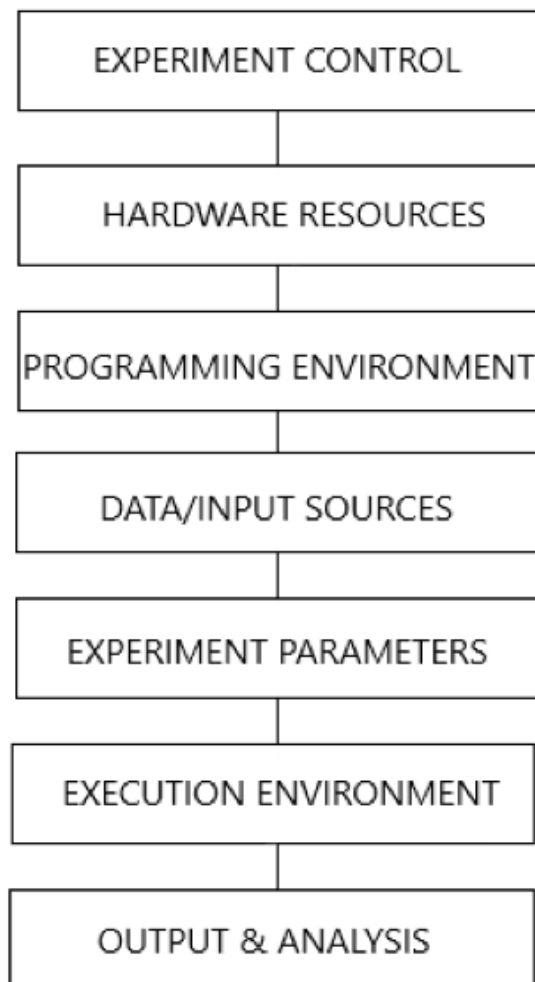 EXPERIMENT CONTROL
HARDWARE RESOURCES
PROGRAMMING ENVIRONMENT
DATA/INPUT SOURCES
EXPERIMENT PARAMETERS
EXECUTION ENVIRONMENT
OUTPUT & ANALYSIS